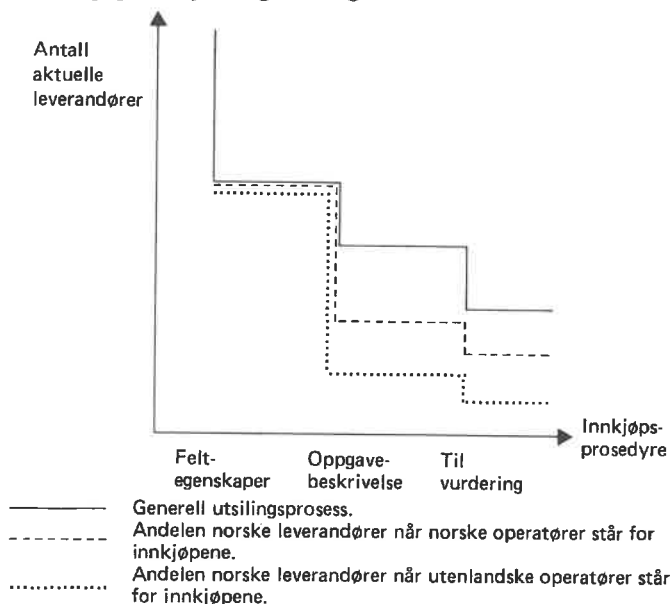 Antall
aktuelle
leverandører
Innkjøps-
prosedyre
Felt-
egenskaper
Oppgave-
beskrivelse
Til
vurdering
Generell utsilingsprosess.
Andelen norske leverandører når norske operatører står for
innkjøpene.
Andelen norske leverandører når utenlandske operatører står
for innkjøpene.